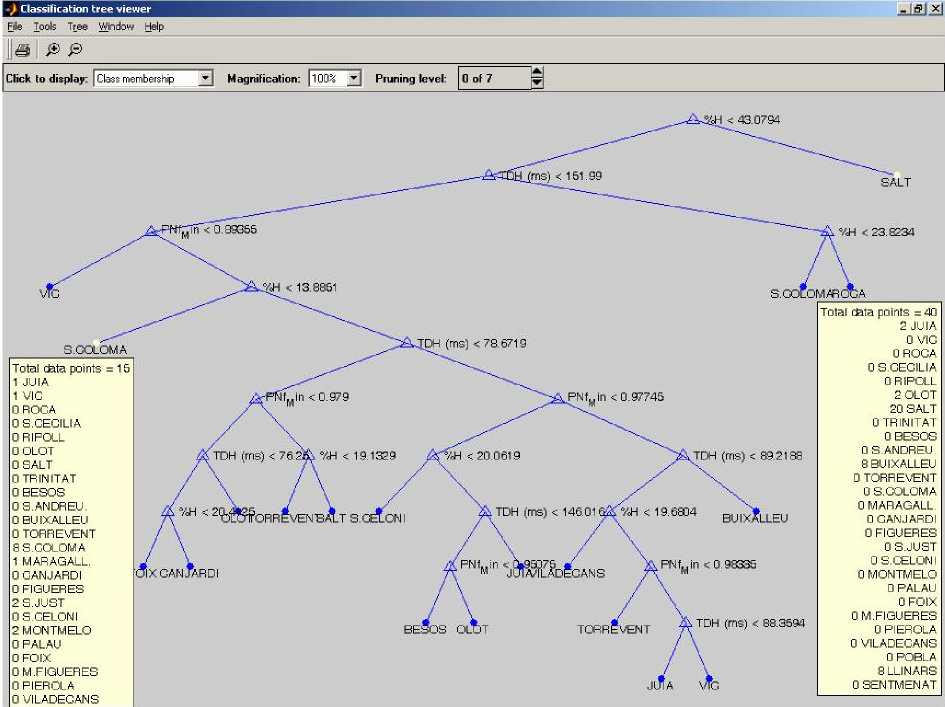 Classification tree viewer
File Tools Tree Window Help
Click to display: Class membership Magnification: 100% Pruning level: 0 of 7
%H < 43.0794
TDH (ms) < 151.99
SALT
PNf_Min < 0.89355
%H < 23.8234
VIC
%H < 13.8851
S.COLOMA
ROCA
S.COLOMA
TDH (ms) < 78.6719
PNf_Min < 0.979
PNf_Min < 0.97745
TDH (ms) < 76.25
%H < 19.1329
%H < 20.0619
TDH (ms) < 89.2188
%H < 20.4425
OLOT
TORREVENT
SALT
S.CELONI
TDH (ms) < 146.016
%H < 19.6804
BUIXALLEU
FOIX
CANJARDI
PNf_Min < 0.95075
JUIA
VILADECANS
PNf_Min < 0.98335
BESOS
OLOT
TORREVENT
TDH (ms) < 88.3594
JUIA
VIC
Total data points = 15
1 JUIA
1 VIC
0 ROCA
0 S.CECILIA
0 RIPOLL
0 OLOT
0 SALT
0 TRINITAT
0 BESOS
0 S.ANDREU.
0 BUIXALLEU
0 TORREVENT
8 S.COLOMA
1 MARAGALL.
0 CANJARDI
0 FIGUERES
2 S.JUST
0 S.CELONI
2 MONTMELO
0 PALAU
0 FOIX
0 M.FIGUERES
0 PIEROLA
0 VILADECANS
Total data points = 40
2 JUIA
0 VIC
0 ROCA
0 S.CECILIA
0 RIPOLL
2 OLOT
20 SALT
0 TRINITAT
0 BESOS
0 S.ANDREU.
8 BUIXALLEU
0 TORREVENT
0 S.COLOMA
0 MARAGALL.
0 CANJARDI
0 FIGUERES
0 S.JUST
0 S.CELONI
0 MONTMELO
0 PALAU
0 FOIX
0 M.FIGUERES
0 PIEROLA
0 VILADECANS
0 POBLA
8 LLINARS
0 SENTMENAT